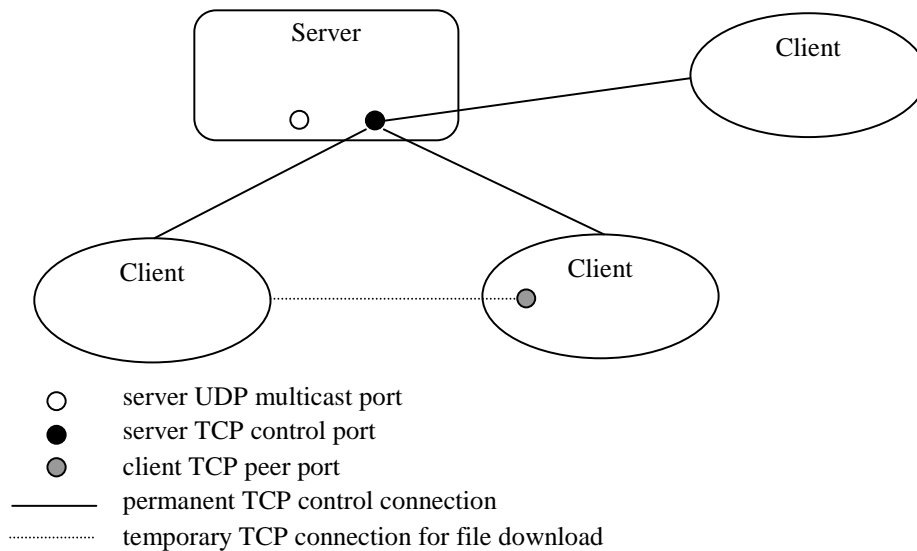 Server
Client
Client
Client
server UDP multicast port
server TCP control port
client TCP peer port
permanent TCP control connection
temporary TCP connection for file download